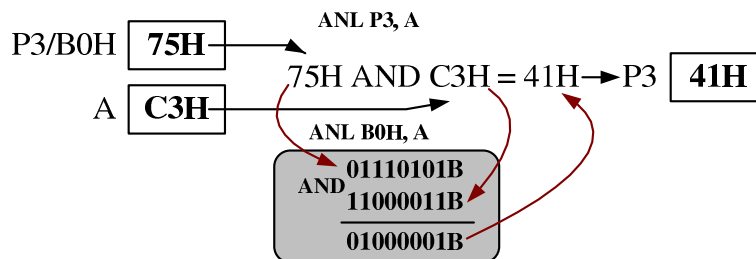 ANL P3, A
P3/B0H 75H
75H AND C3H = 41H P3 41H
A C3H
ANL B0H, A
01110101B
AND
11000011B
01000001B